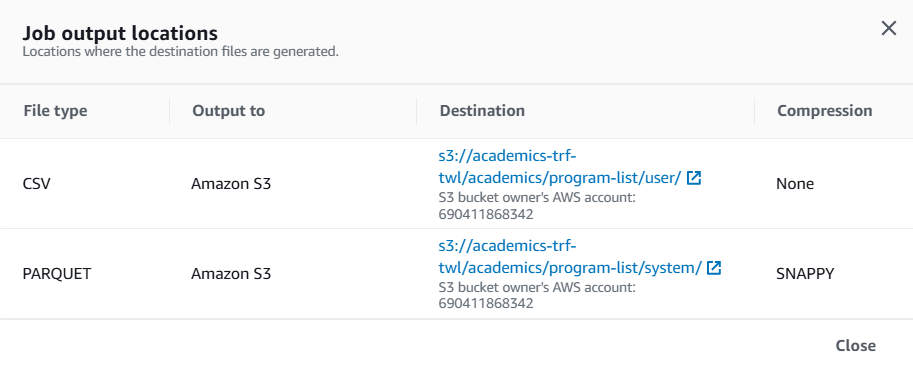 Job output locations
Locations where the destination files are generated.
File type Output to Destination Compression
CSV Amazon S3 s3://academics-trf-
twl/academics/program-list/user/ None
S3 bucket owner's AWS account:
690411868342
PARQUET Amazon S3 s3://academics-trf-
twl/academics/program-list/system/ SNAPPY
S3 bucket owner's AWS account:
690411868342
Close